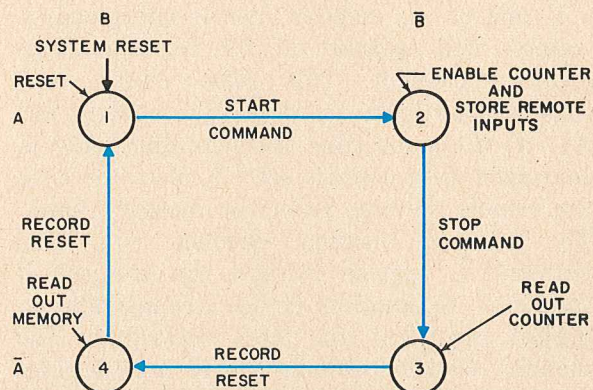 B
B̅
SYSTEM RESET
RESET
ENABLE COUNTER
AND
STORE REMOTE
INPUTS
A
1
START
COMMAND
2
RECORD
RESET
STOP
COMMAND
READ
OUT
MEMORY
READ
OUT
COUNTER
A̅
4
RECORD
RESET
3